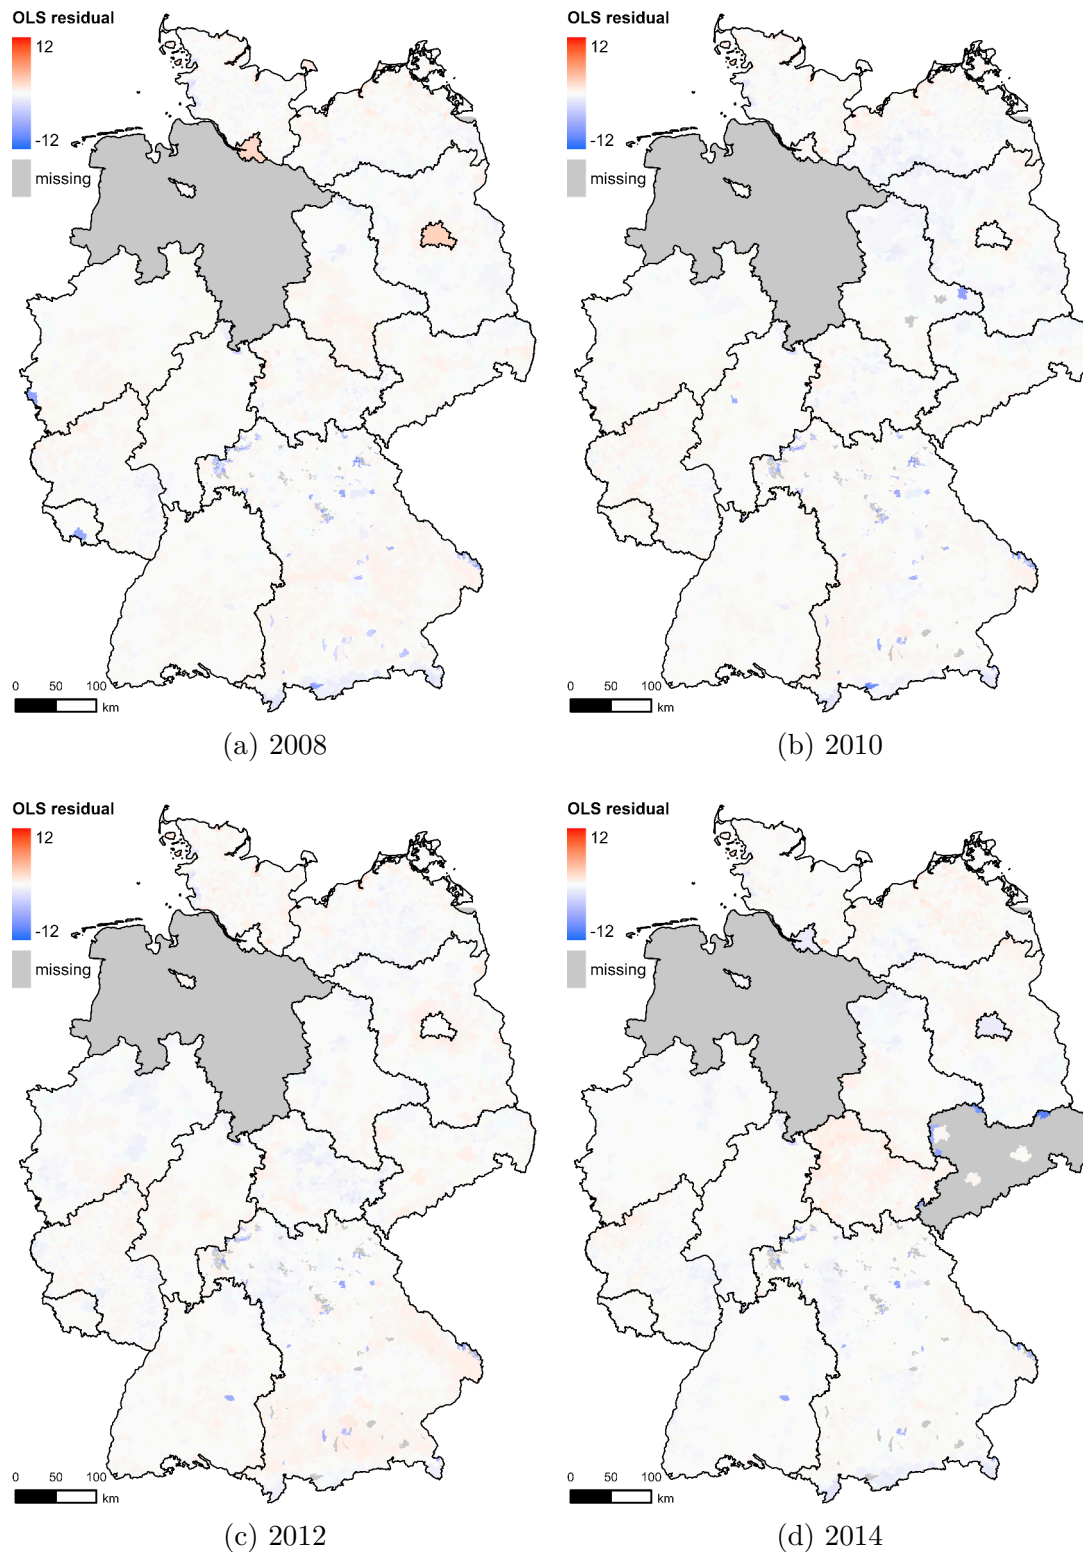 OLS residual
12
-12
missing
0 50 100
km
(a) 2008
OLS residual
12
-12
missing
0 50 100
km
(b) 2010
OLS residual
12
-12
missing
0 50 100
km
(c) 2012
OLS residual
12
-12
missing
0 50 100
km
(d) 2014